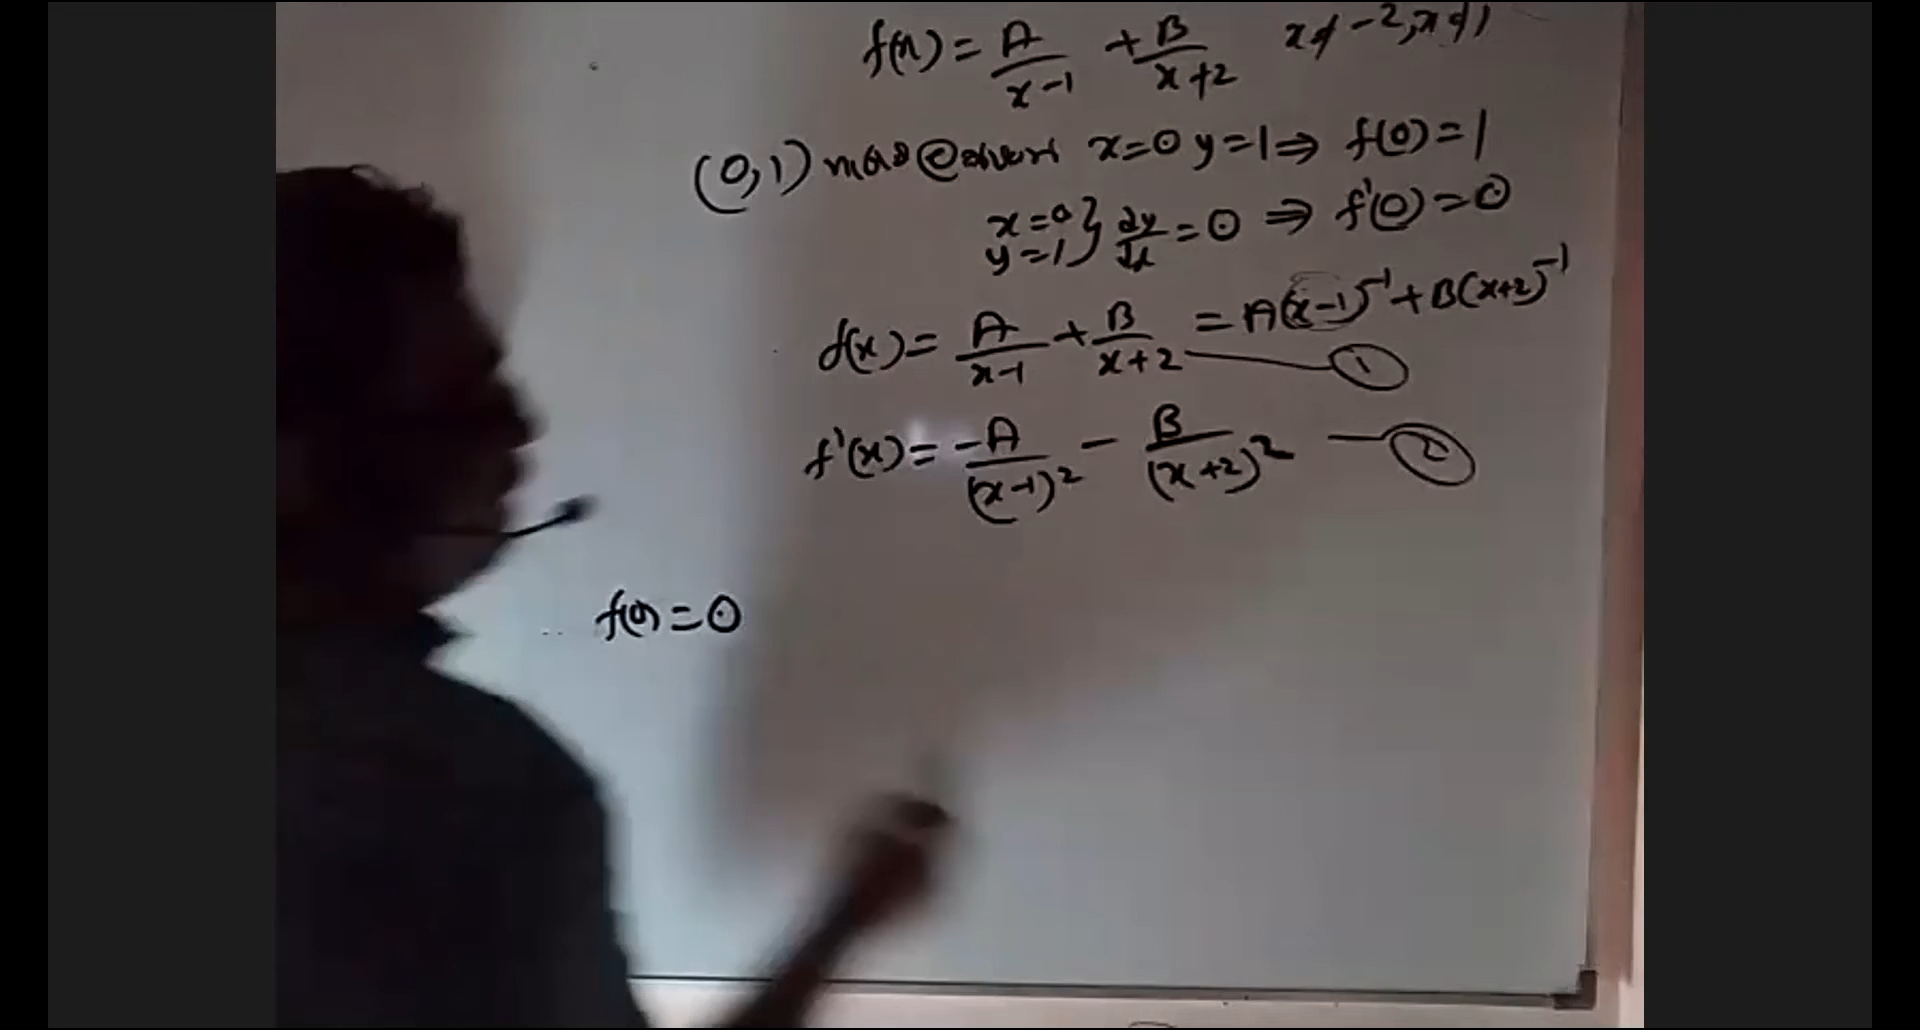 f(x) = A/(x-1) + B/(x+2) x≠-2, x≠1
(0,1) x=0 y=1 ⇒ f(0)=1
x=0 y=1 } dy/dx = 0 ⇒ f'(0)=0
f(x) = A/(x-1) + B/(x+2) = A(x-1)^-1 + B(x+2)^-1 — ①
f'(x) = -A/(x-1)^2 - B/(x+2)^2 — ②
f(0) = 0